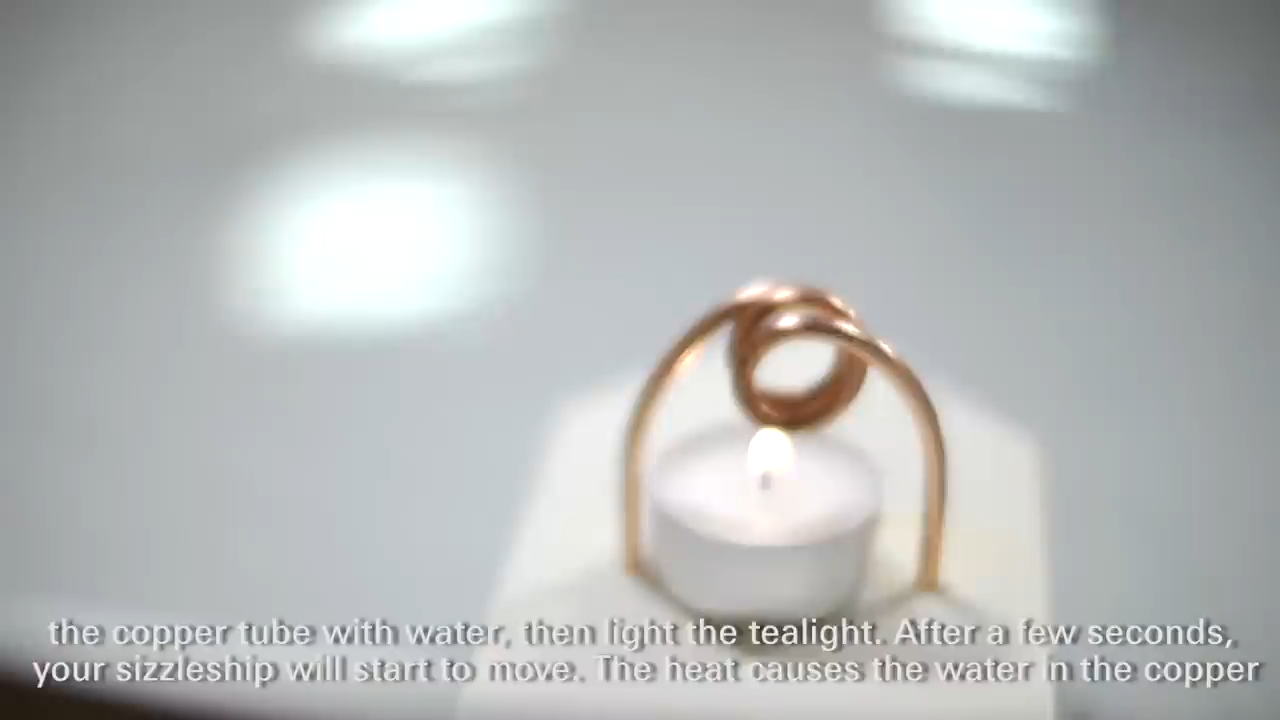 the copper tube with water, then light the tealight. After a few seconds,
your sizzleship will start to move. The heat causes the water in the copper